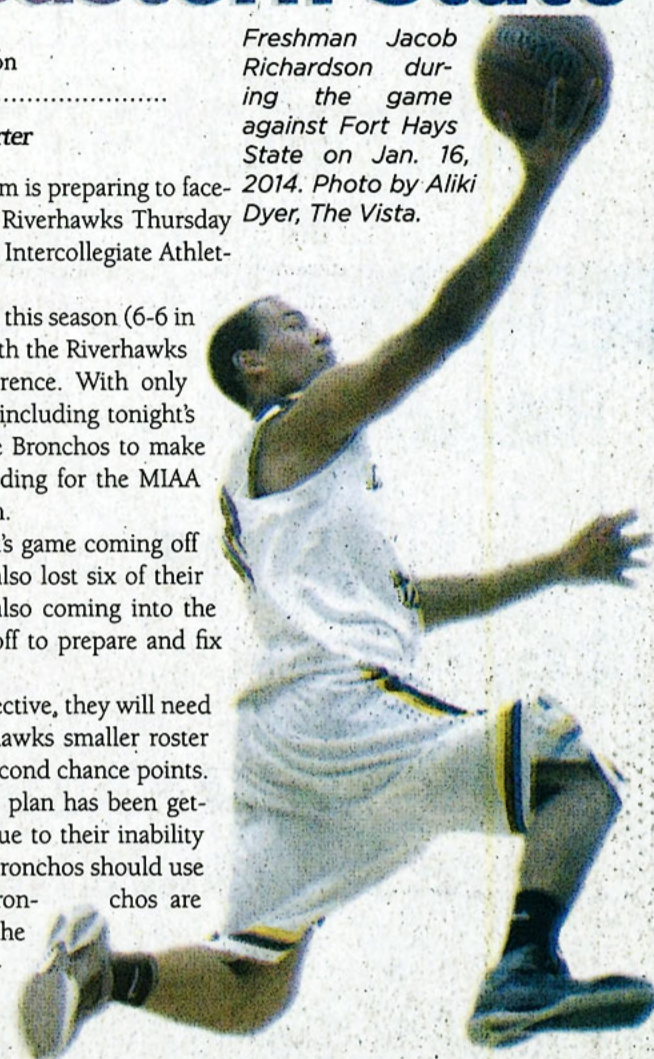 Freshman Jacob
Richardson dur-
ing the game
against Fort Hays
State on Jan. 16,
2014. Photo by Aliki
Dyer, The Vista.
on
rter
m is preparing to face-
Riverhawks Thursday
Intercollegiate Athlet-
this season (6-6 in
th the Riverhawks
rence. With only
including tonight's
Bronchos to make
ding for the MIAA
n.
's game coming off
also lost six of their
also coming into the
off to prepare and fix
ective, they will need
hawks smaller roster
cond chance points.
plan has been get-
ue to their inability
ronchos should use
ron- chos are
he